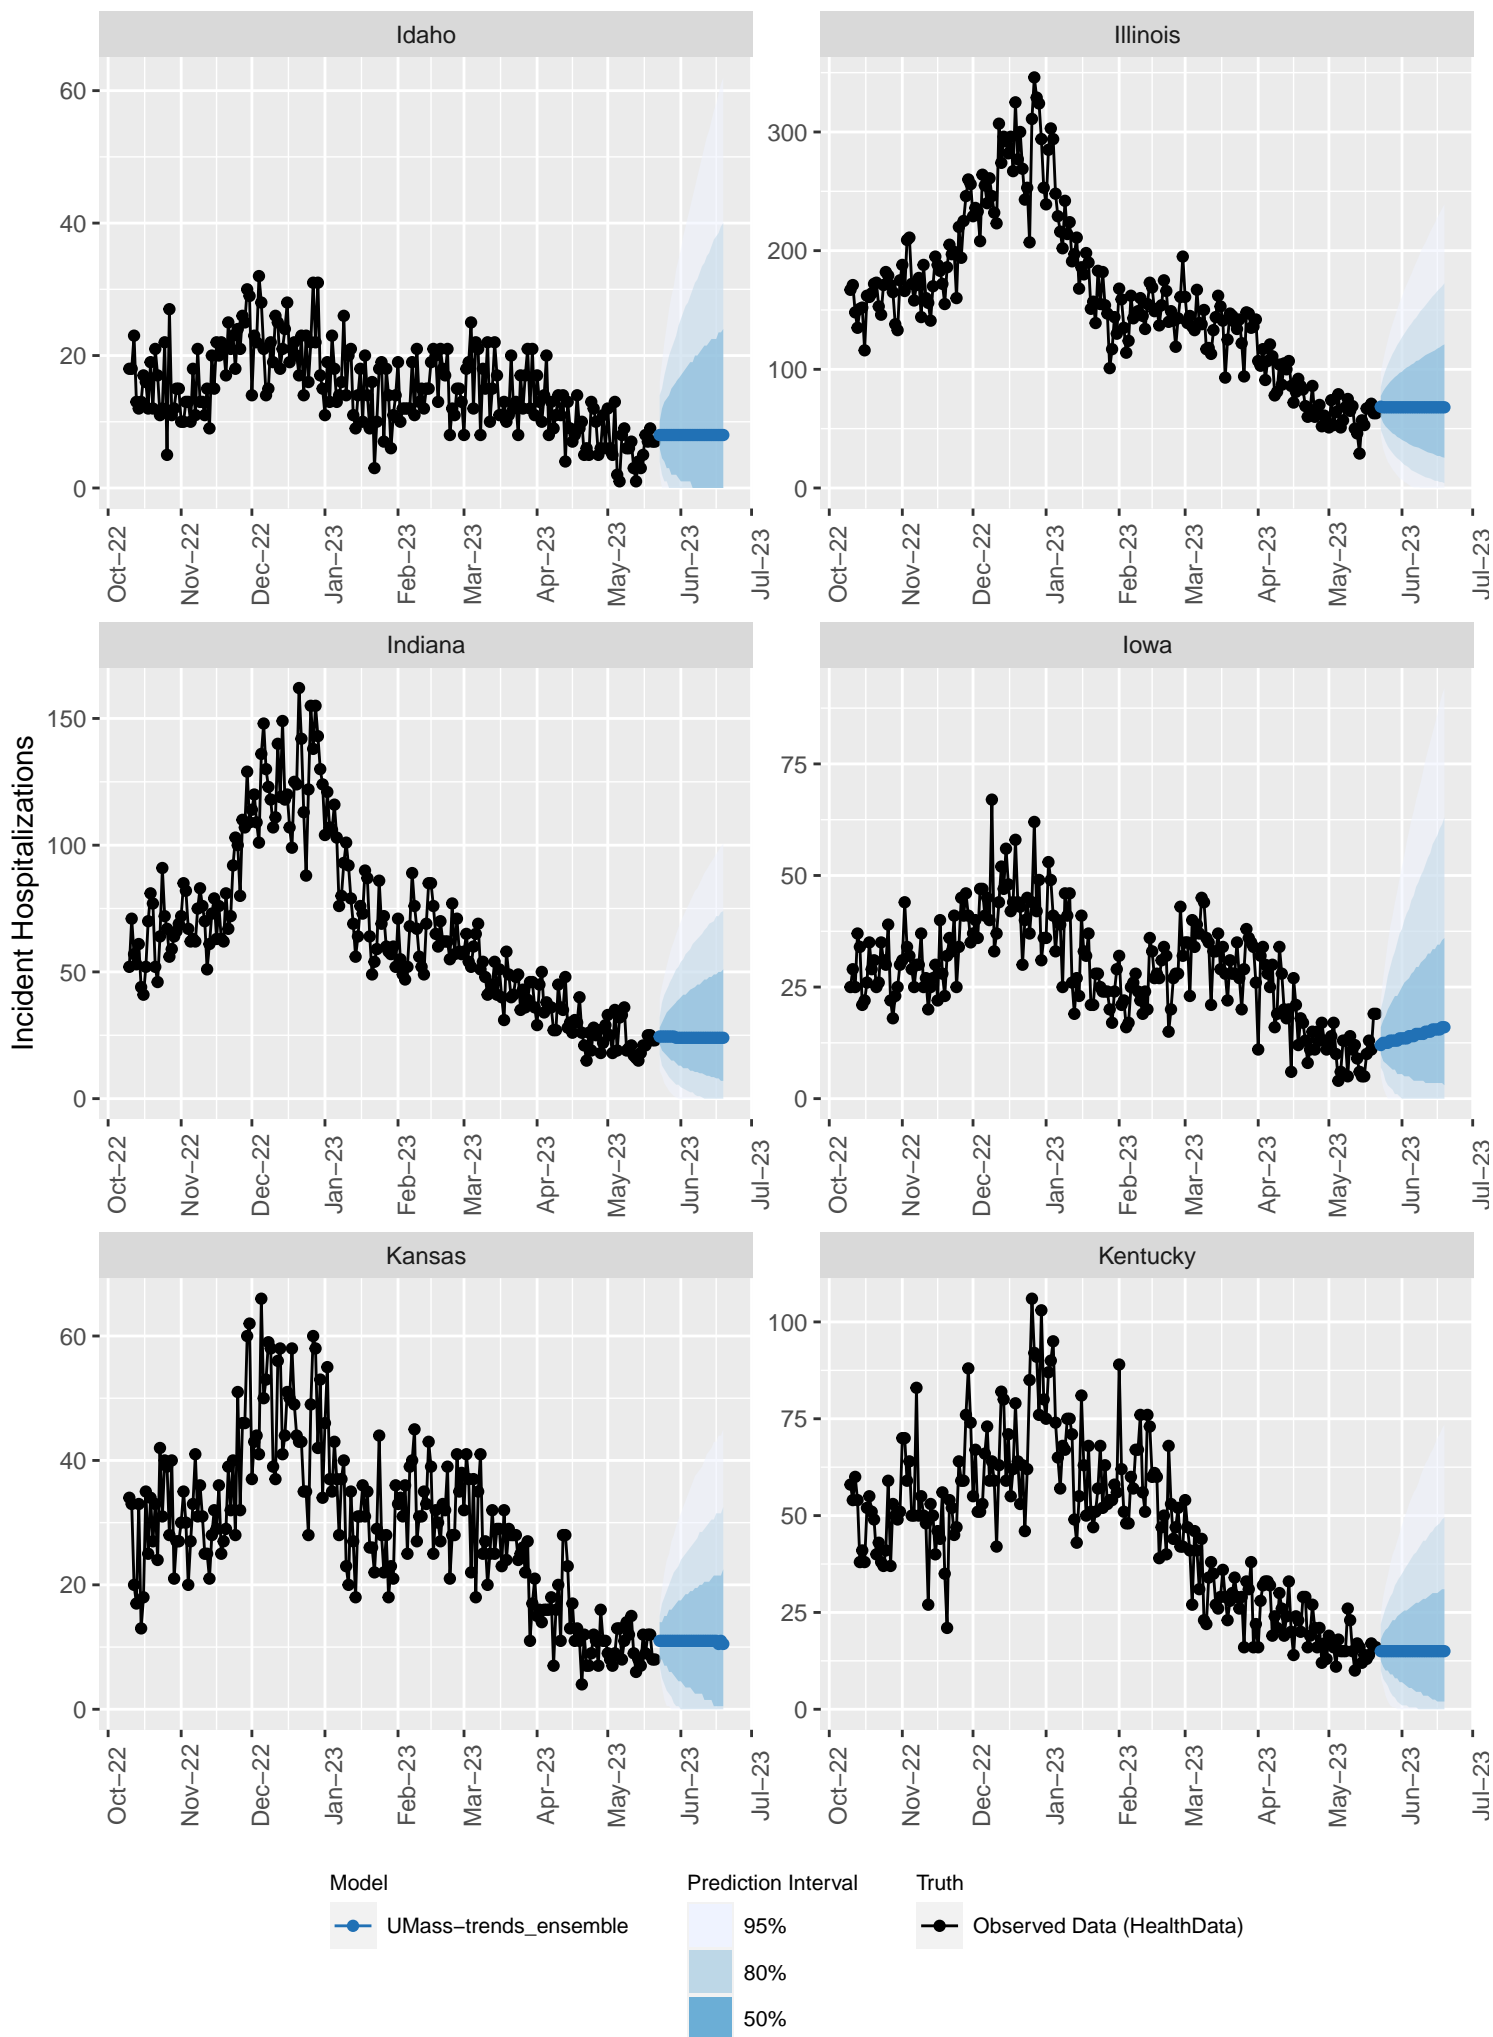 Idaho
Illinois
60
40
20
0
300
200
100
0
Oct−22
Nov−22
Dec−22
Jan−23
Feb−23
Mar−23
Apr−23
May−23
Jun−23
Jul−23
Oct−22
Nov−22
Dec−22
Jan−23
Feb−23
Mar−23
Apr−23
May−23
Jun−23
Jul−23
Incident Hospitalizations
Indiana
Iowa
150
100
50
0
75
50
25
0
Oct−22
Nov−22
Dec−22
Jan−23
Feb−23
Mar−23
Apr−23
May−23
Jun−23
Jul−23
Oct−22
Nov−22
Dec−22
Jan−23
Feb−23
Mar−23
Apr−23
May−23
Jun−23
Jul−23
Kansas
Kentucky
60
40
20
0
100
75
50
25
0
Oct−22
Nov−22
Dec−22
Jan−23
Feb−23
Mar−23
Apr−23
May−23
Jun−23
Jul−23
Oct−22
Nov−22
Dec−22
Jan−23
Feb−23
Mar−23
Apr−23
May−23
Jun−23
Jul−23
Model
UMass−trends_ensemble
Prediction Interval
95%
80%
50%
Truth
Observed Data (HealthData)